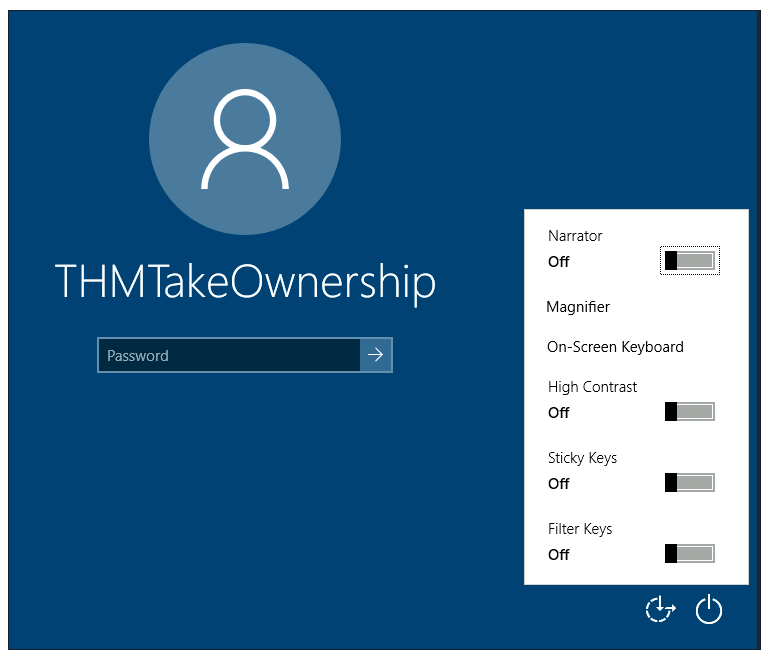 THMTakeOwnership
Password
Narrator
Off
Magnifier
On-Screen Keyboard
High Contrast
Off
Sticky Keys
Off
Filter Keys
Off